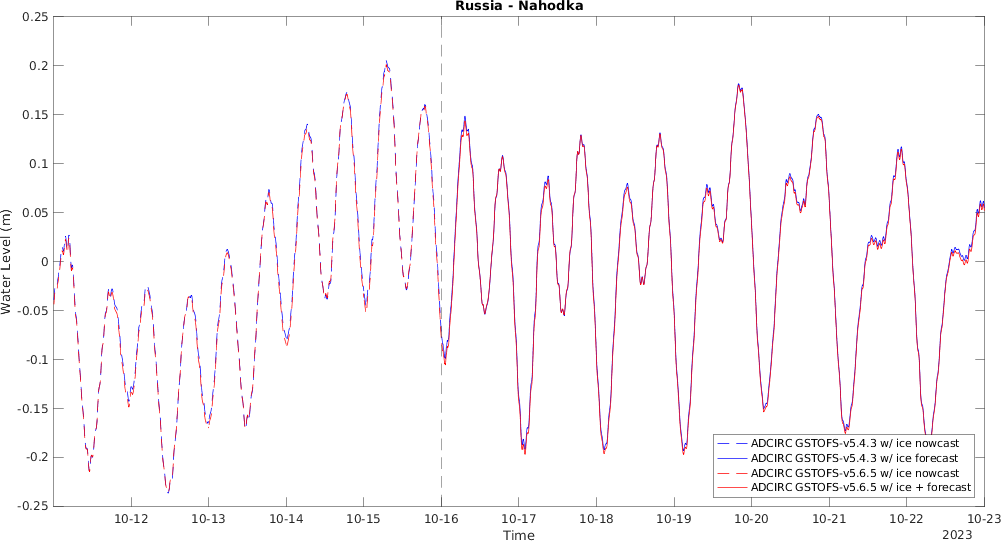 Russia - Nahodka
0.25
0.2
0.15
0.1
0.05
0
-0.05
-0.1
-0.15
-0.2
-0.25
Water Level (m)
ADCIRC GSTOFS-v5.4.3 w/ ice nowcast
ADCIRC GSTOFS-v5.4.3 w/ ice forecast
ADCIRC GSTOFS-v5.6.5 w/ ice nowcast
ADCIRC GSTOFS-v5.6.5 w/ ice + forecast
10-12 10-13 10-14 10-15 10-16 10-17 10-18 10-19 10-20 10-21 10-22 10-23
Time
2023